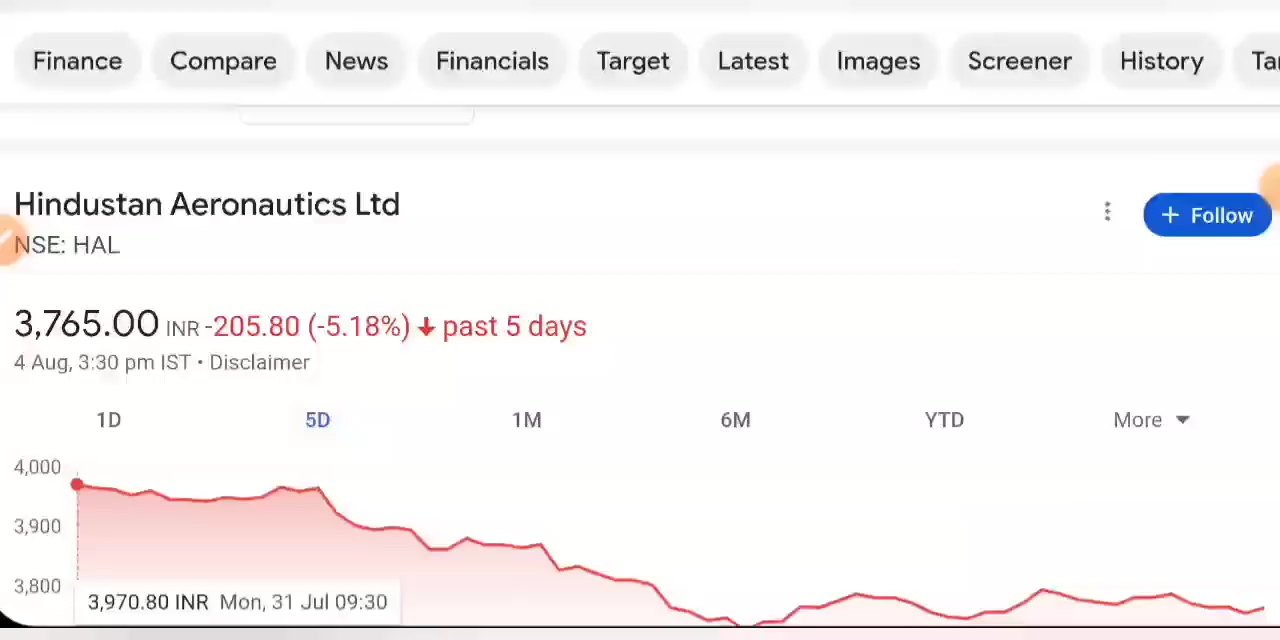 Finance Compare News Financials Target Latest Images Screener History
Hindustan Aeronautics Ltd
NSE: HAL
+ Follow
3,765.00 INR -205.80 (-5.18%) ↓ past 5 days
4 Aug, 3:30 pm IST • Disclaimer
1D 5D 1M 6M YTD More
4,000
3,900
3,800
3,970.80 INR Mon, 31 Jul 09:30